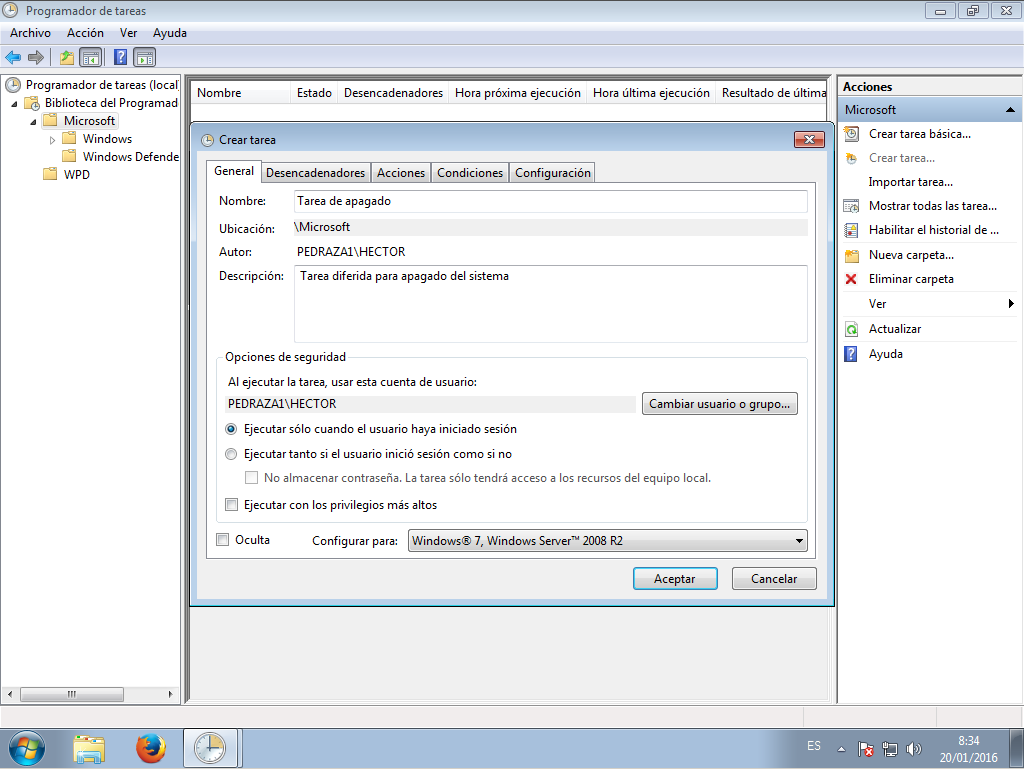 Programador de tareas
Archivo Acción Ver Ayuda
Programador de tareas (local
Biblioteca del Programad
Microsoft
Windows
Windows Defende
WPD
Nombre Estado Desencadenadores Hora próxima ejecución Hora última ejecución Resultado de última
Crear tarea
General Desencadenadores Acciones Condiciones Configuración
Nombre: Tarea de apagado
Ubicación: \Microsoft
Autor: PEDRAZA1\HECTOR
Descripción: Tarea diferida para apagado del sistema
Opciones de seguridad
Al ejecutar la tarea, usar esta cuenta de usuario:
PEDRAZA1\HECTOR Cambiar usuario o grupo...
Ejecutar sólo cuando el usuario haya iniciado sesión
Ejecutar tanto si el usuario inició sesión como si no
No almacenar contraseña. La tarea sólo tendrá acceso a los recursos del equipo local.
Ejecutar con los privilegios más altos
Oculta Configurar para: Windows® 7, Windows Server™ 2008 R2
Aceptar Cancelar
Acciones
Microsoft
Crear tarea básica...
Crear tarea...
Importar tarea...
Mostrar todas las tarea...
Habilitar el historial de ...
Nueva carpeta...
Eliminar carpeta
Ver
Actualizar
Ayuda
ES
8:34
20/01/2016